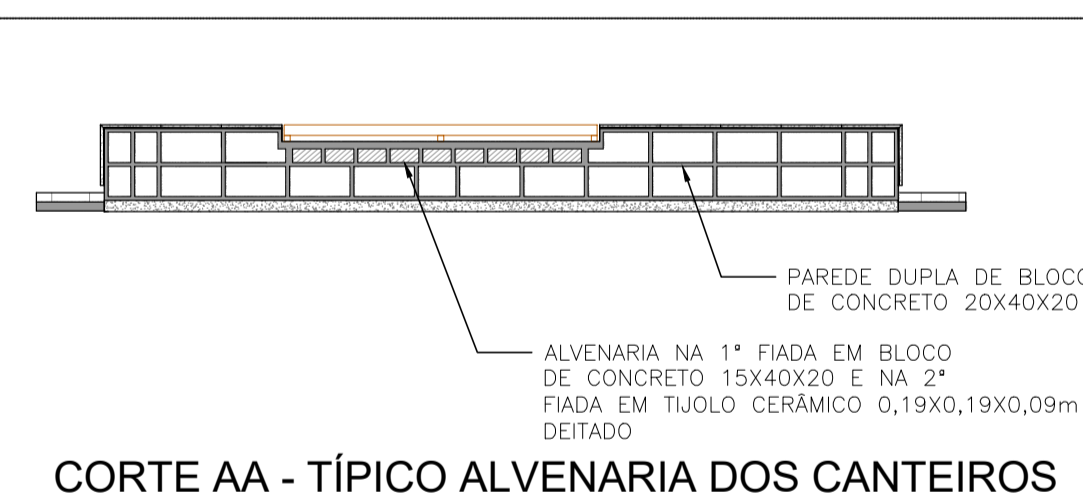 PAREDE DUPLA DE BLOCO
DE CONCRETO 20X40X20
ALVENARIA NA 1ª FIADA EM BLOCO
DE CONCRETO 15X40X20 E NA 2ª
FIADA EM TIJOLO CERÂMICO 0,19X0,19X0,09m
DEITADO
CORTE AA - TÍPICO ALVENARIA DOS CANTEIROS